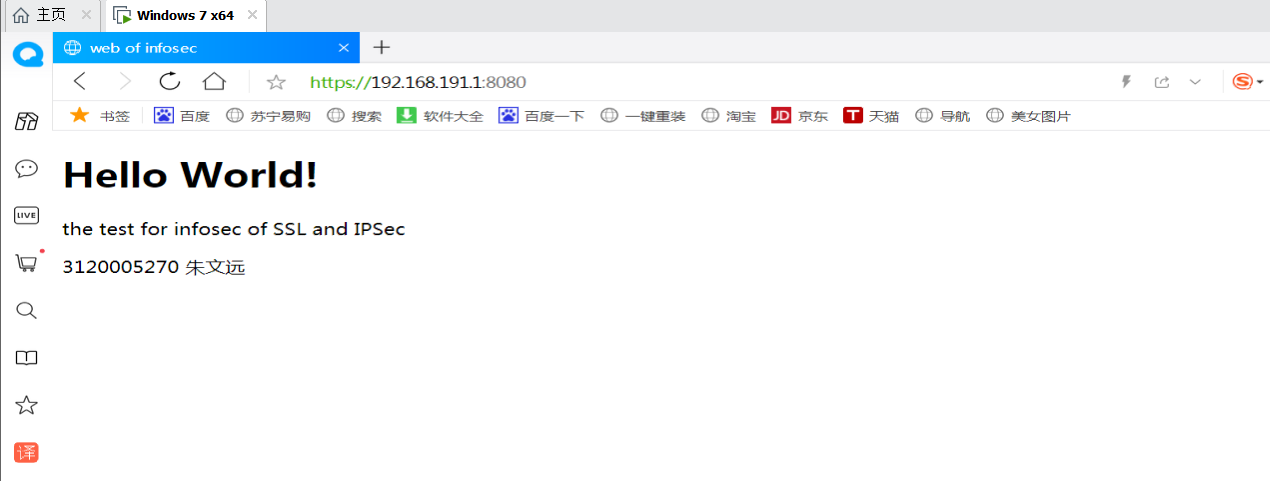 主页 Windows 7 x64
web of infosec
https://192.168.191.1:8080
书签 百度 苏宁易购 搜索 软件大全 百度一下 一键重装 淘宝 JD 京东 T 天猫 导航 美女图片
Hello World!
the test for infosec of SSL and IPSec
LIVE
3120005270 朱文远
译